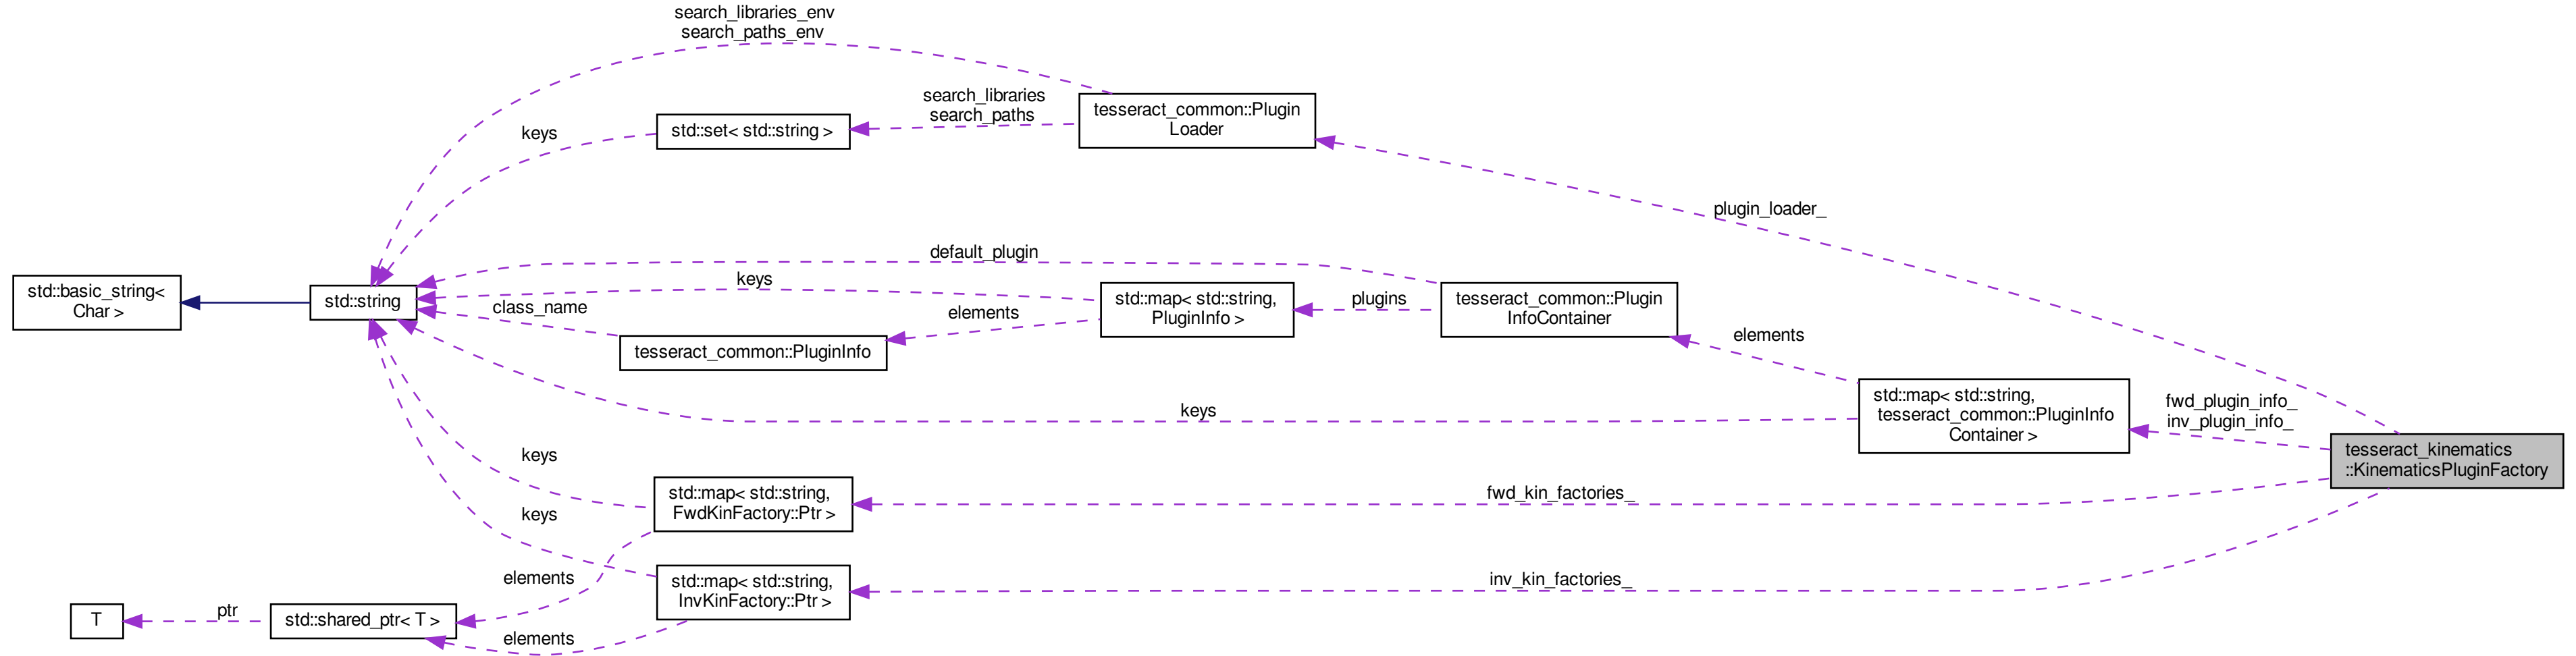 search_libraries_env
search_paths_env
search_libraries
search_paths
tesseract_common::Plugin
Loader
keys
std::set< std::string >
plugin_loader_
default_plugin
keys
std::basic_string<
Char >
std::string
class_name
std::map< std::string,
PluginInfo >
plugins
tesseract_common::Plugin
InfoContainer
elements
tesseract_common::PluginInfo
elements
keys
std::map< std::string,
tesseract_common::PluginInfo
Container >
fwd_plugin_info_
inv_plugin_info_
tesseract_kinematics
::KinematicsPluginFactory
keys
std::map< std::string,
FwdKinFactory::Ptr >
fwd_kin_factories_
keys
elements
std::map< std::string,
InvKinFactory::Ptr >
inv_kin_factories_
T
ptr
std::shared_ptr< T >
elements